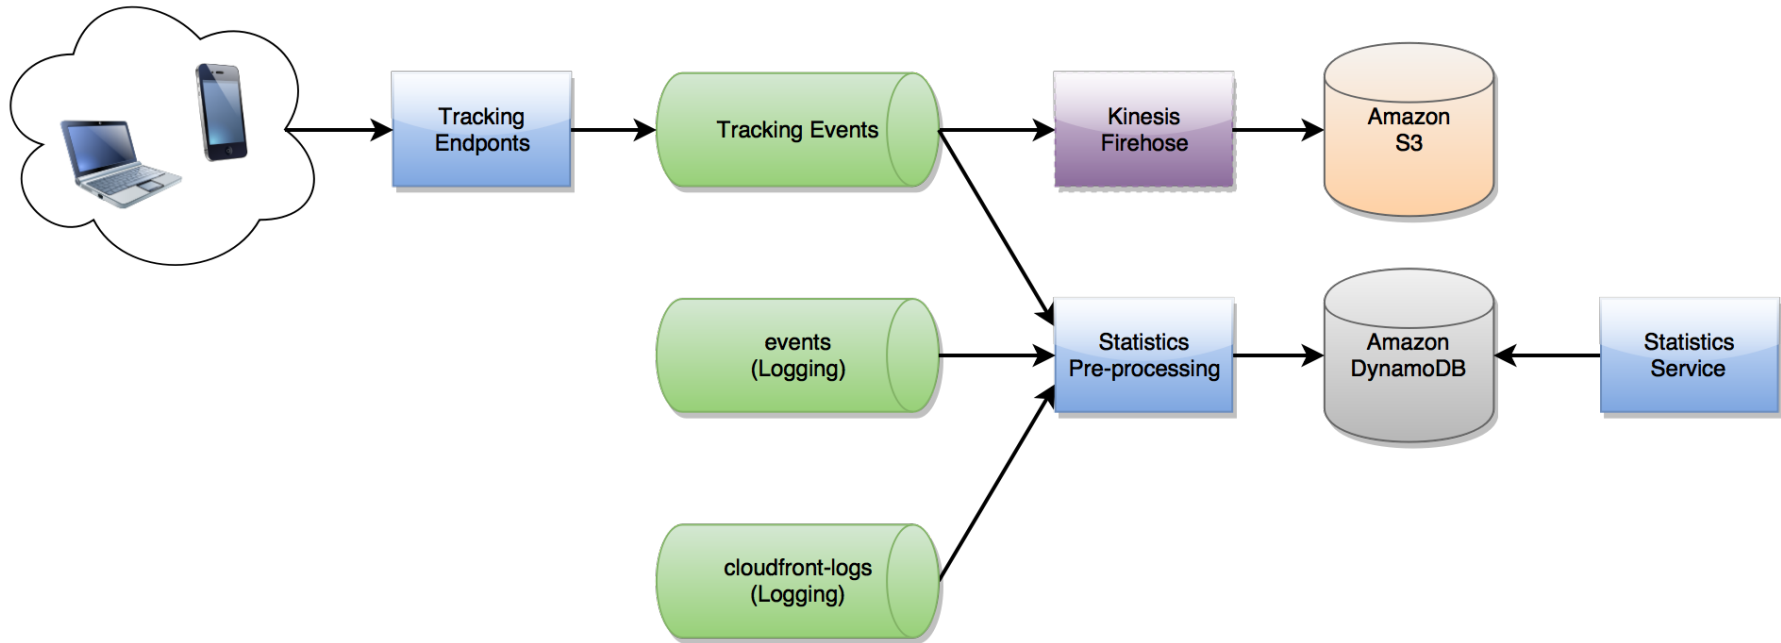 Tracking
Endponts
Tracking Events
Kinesis
Firehose
Amazon
S3
events
(Logging)
Statistics
Pre-processing
Amazon
DynamoDB
Statistics
Service
cloudfront-logs
(Logging)